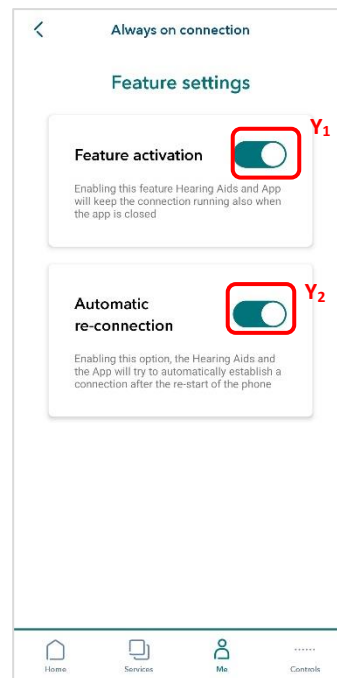 Always on connection
Feature settings
Y1
Feature activation
Enabling this feature Hearing Aids and App
will keep the connection running also when
the app is closed
Y2
Automatic
re-connection
Enabling this option, the Hearing Aids and
the App will try to automatically establish a
connection after the re-start of the phone
Home Services Me Controls